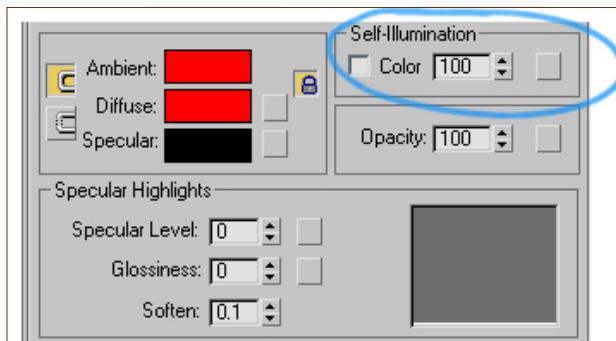 Self-Illumination
Color 100
Ambient:
Diffuse:
Specular:
Opacity: 100
Specular Highlights
Specular Level: 0
Glossiness: 0
Soften: 0.1